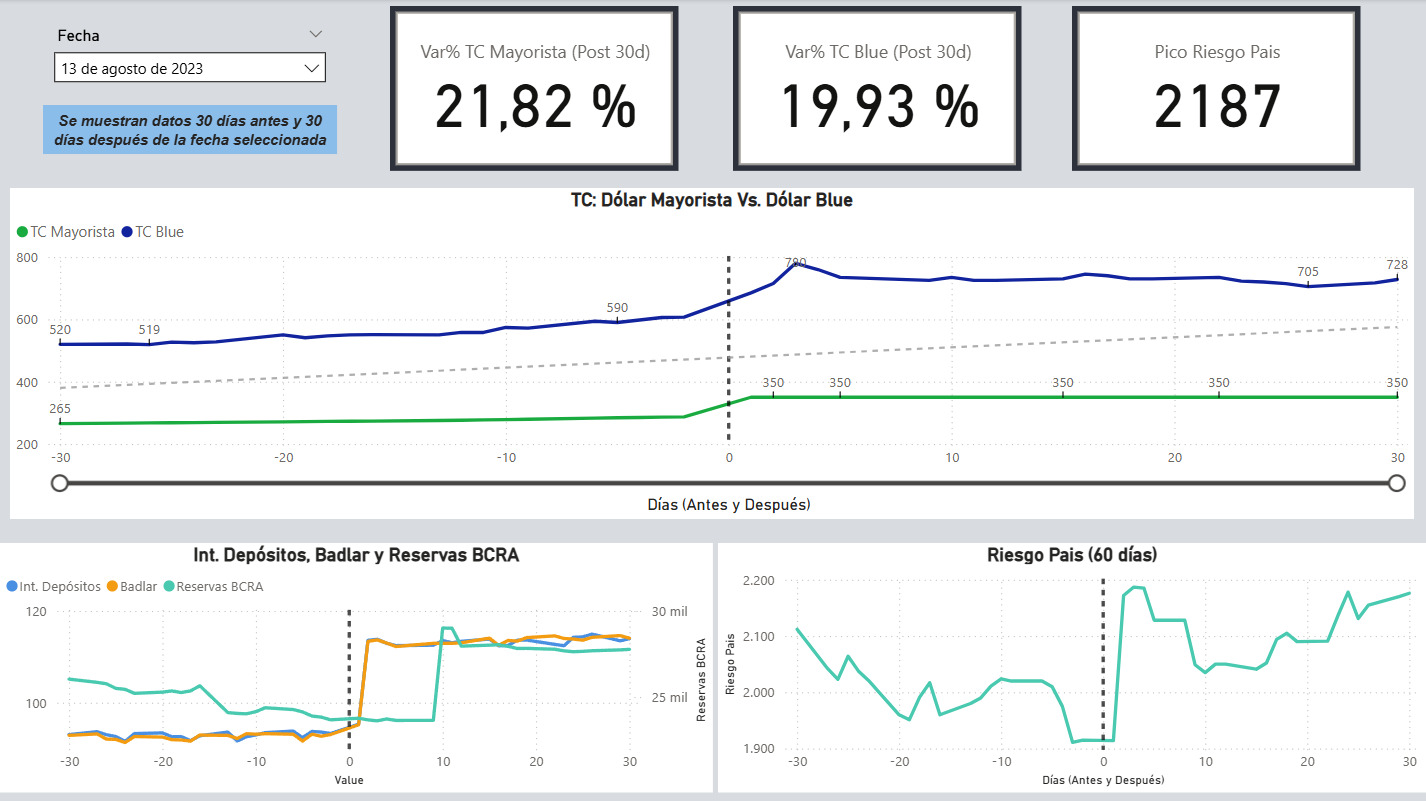 Fecha
13 de agosto de 2023
Se muestran datos 30 días antes y 30
días después de la fecha seleccionada
Var% TC Mayorista (Post 30d)
21,82 %
Var% TC Blue (Post 30d)
19,93 %
Pico Riesgo Pais
2187
TC: Dólar Mayorista Vs. Dólar Blue
TC Mayorista TC Blue
800
600
400
200
520
519
590
780
705
728
265
350
350
350
350
350
-30 -20 -10 0 10 20 30
Días (Antes y Después)
Int. Depósitos, Badlar y Reservas BCRA
Int. Depósitos Badlar Reservas BCRA
120
100
30 mil
25 mil
Reservas BCRA
-30 -20 -10 0 10 20 30
Value
Riesgo Pais (60 días)
Riesgo Pais
2.200
2.100
2.000
1.900
-30 -20 -10 0 10 20 30
Días (Antes y Después)